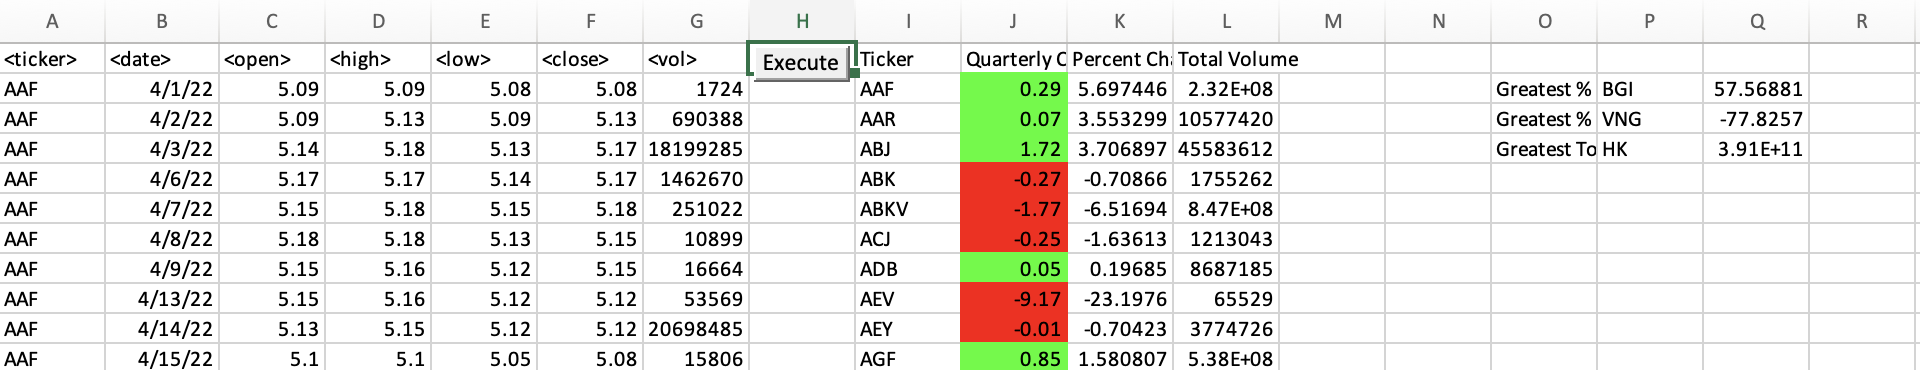 A B C D E F G H I J K L M N O P Q R
<ticker> <date> <open> <high> <low> <close> <vol> Execute Ticker Quarterly C Percent Ch Total Volume
AAF 4/1/22 5.09 5.09 5.08 5.08 1724 AAF 0.29 5.697446 2.32E+08 Greatest % BGI 57.56881
AAF 4/2/22 5.09 5.13 5.09 5.13 690388 AAR 0.07 3.553299 10577420 Greatest % VNG -77.8257
AAF 4/3/22 5.14 5.18 5.13 5.17 18199285 ABJ 1.72 3.706897 45583612 Greatest To HK 3.91E+11
AAF 4/6/22 5.17 5.17 5.14 5.17 1462670 ABK -0.27 -0.70866 1755262
AAF 4/7/22 5.15 5.18 5.15 5.18 251022 ABKV -1.77 -6.51694 8.47E+08
AAF 4/8/22 5.18 5.18 5.13 5.15 10899 ACJ -0.25 -1.63613 1213043
AAF 4/9/22 5.15 5.16 5.12 5.15 16664 ADB 0.05 0.19685 8687185
AAF 4/13/22 5.15 5.16 5.12 5.12 53569 AEV -9.17 -23.1976 65529
AAF 4/14/22 5.13 5.15 5.12 5.12 20698485 AEY -0.01 -0.70423 3774726
AAF 4/15/22 5.1 5.1 5.05 5.08 15806 AGF 0.85 1.580807 5.38E+08